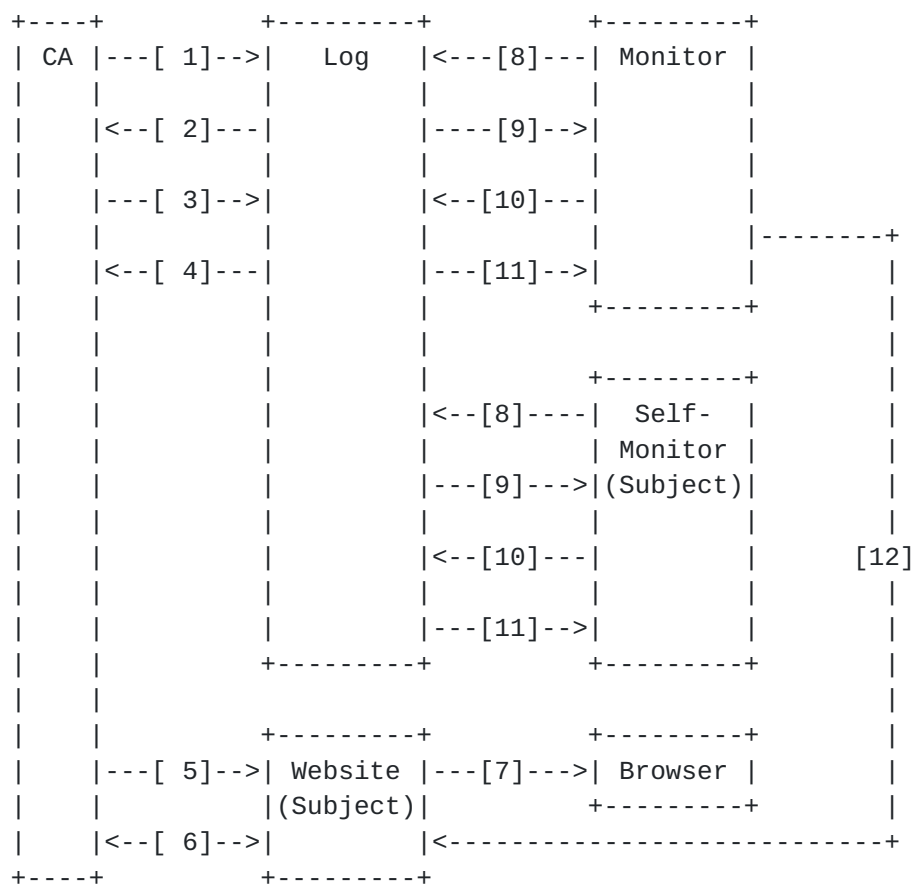 +----+          +---------+          +---------+
| CA |---[ 1]-->|   Log   |<---[8]---| Monitor |
|    |          |         |          |         |
|    |<--[ 2]---|         |----[9]-->|         |
|    |          |         |          |         |
|    |---[ 3]-->|         |<--[10]---|         |
|    |          |         |          |         |--------+
|    |<--[ 4]---|         |---[11]-->|         |        |
|    |          |         |          +---------+        |
|    |          |         |                             |
|    |          |         |          +---------+        |
|    |          |         |<--[8]----|  Self-  |        |
|    |          |         |          | Monitor |        |
|    |          |         |---[9]--->|(Subject)|        |
|    |          |         |          |         |        |
|    |          |         |<--[10]---|         |      [12]
|    |          |         |          |         |        |
|    |          |         |---[11]-->|         |        |
|    |          +---------+          +---------+        |
|    |                                                  |
|    |          +---------+          +---------+        |
|    |---[ 5]-->| Website |---[7]--->| Browser |        |
|    |          |(Subject)|          +---------+        |
|    |<--[ 6]-->|         |<----------------------------+
+----+          +---------+